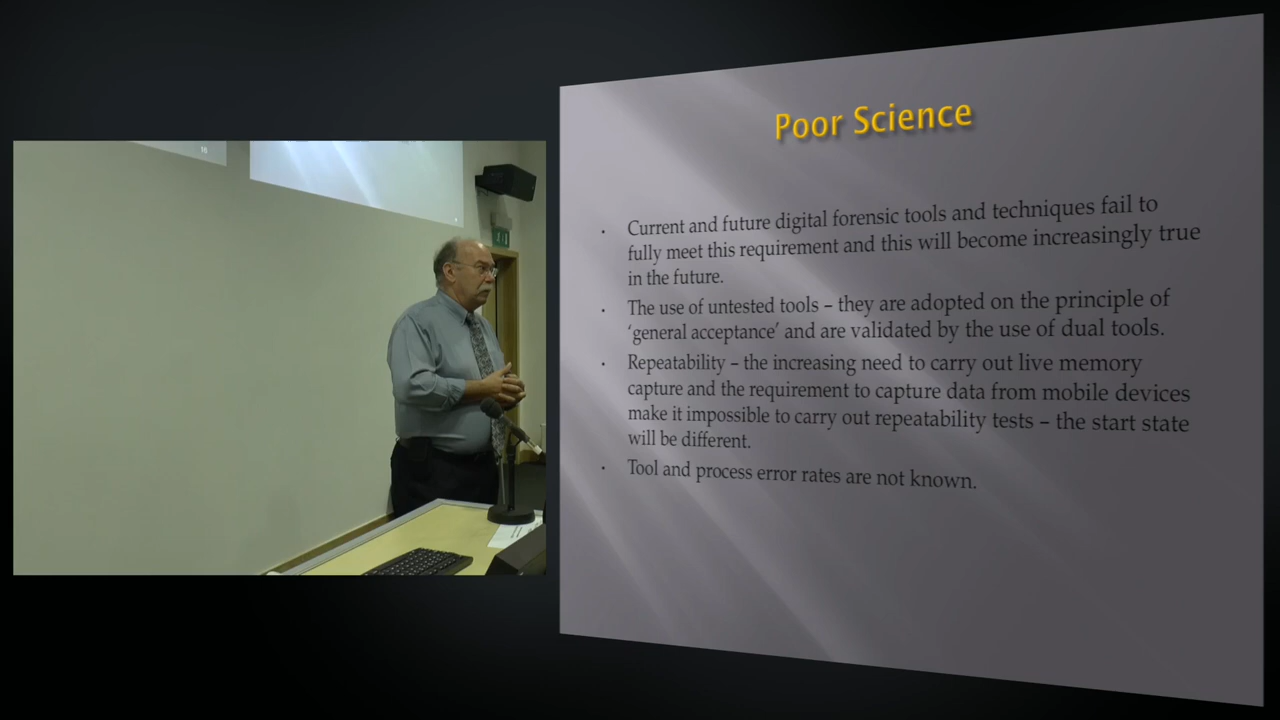 Poor Science
· Current and future digital forensic tools and techniques fail to
fully meet this requirement and this will become increasingly true
in the future.
· The use of untested tools – they are adopted on the principle of
‘general acceptance’ and are validated by the use of dual tools.
· Repeatability – the increasing need to carry out live memory
capture and the requirement to capture data from mobile devices
make it impossible to carry out repeatability tests – the start state
will be different.
· Tool and process error rates are not known.